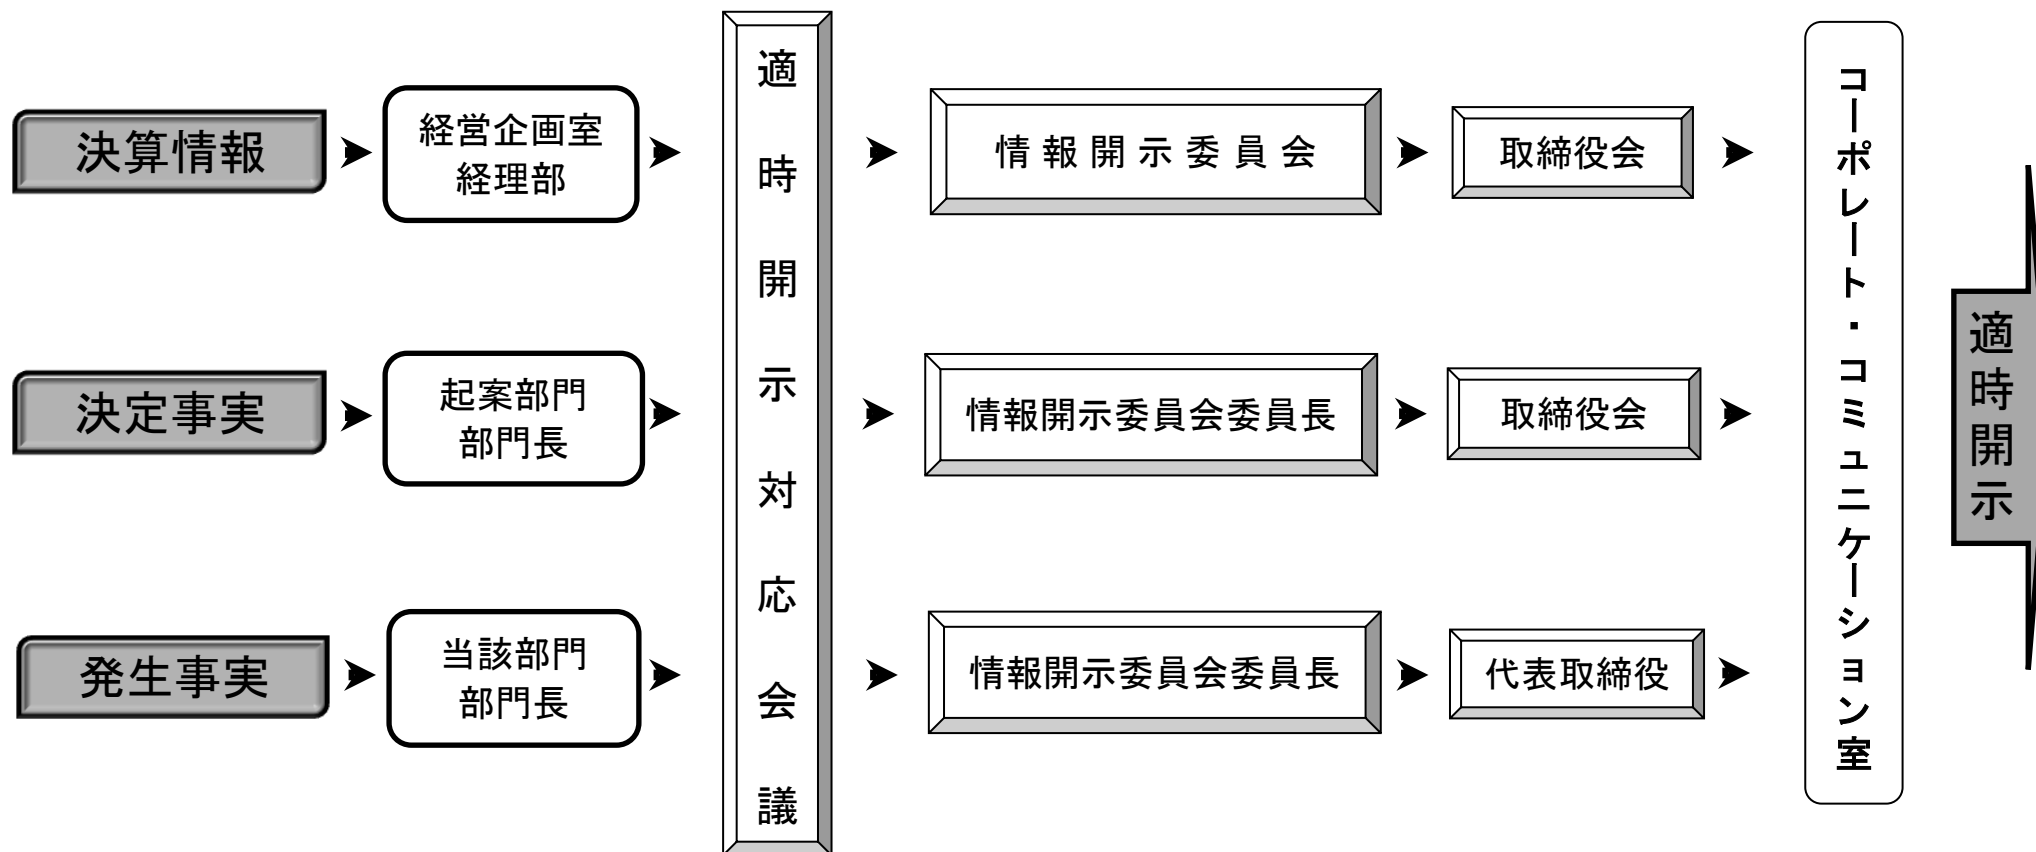 決算情報
経営企画室
経理部
適時開示対応会議
情報開示委員会
取締役会
決定事実
起案部門
部門長
情報開示委員会委員長
取締役会
発生事実
当該部門
部門長
情報開示委員会委員長
代表取締役
コーポレート・コミュニケーション室
適時開示